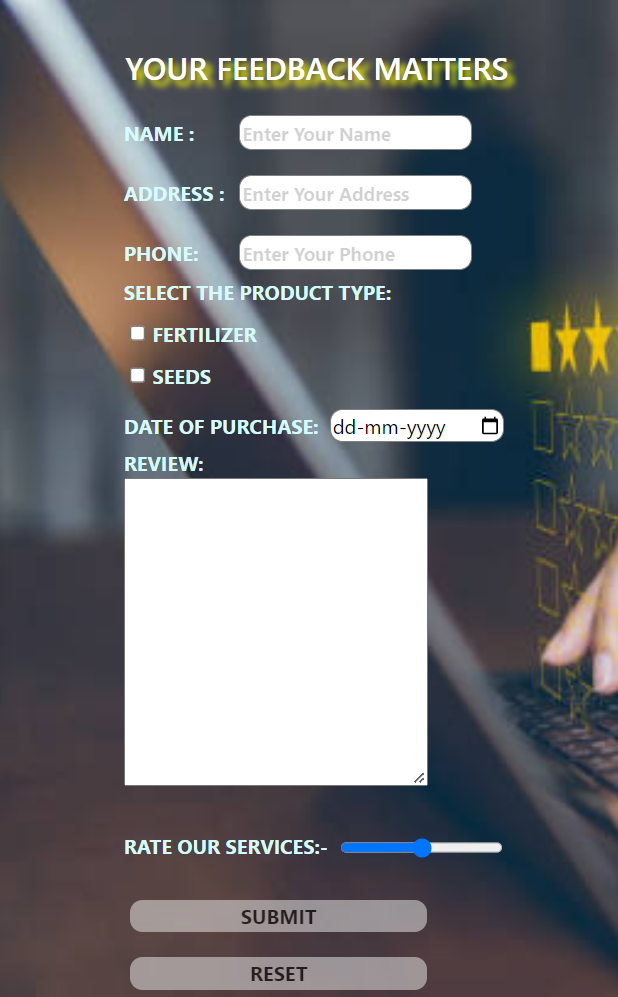 YOUR FEEDBACK MATTERS
NAME : Enter Your Name
ADDRESS : Enter Your Address
PHONE: Enter Your Phone
SELECT THE PRODUCT TYPE:
FERTILIZER
SEEDS
DATE OF PURCHASE: dd-mm-yyyy
REVIEW:
RATE OUR SERVICES:-
SUBMIT
RESET